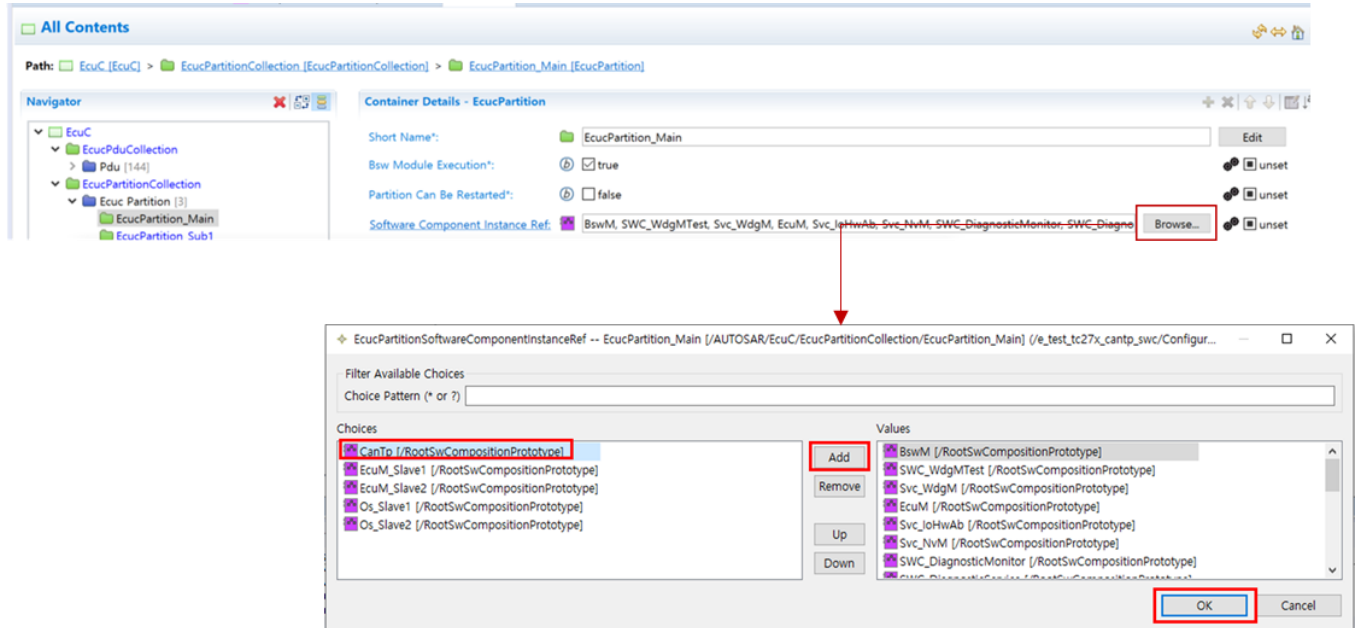 All Contents
Path: EcuC [EcuC] > EcucPartitionCollection [EcucPartitionCollection] > EcucPartition_Main [EcucPartition]
Navigator
EcuC
EcucPduCollection
Pdu [144]
EcucPartitionCollection
Ecuc Partition [3]
EcucPartition_Main
EcucPartition_Sub1
Container Details - EcucPartition
Short Name*: EcucPartition_Main Edit
Bsw Module Execution*: true unset
Partition Can Be Restarted*: false unset
Software Component Instance Ref: BswM, SWC_WdgMTest, Svc_WdgM, EcuM, Svc_IoHwAb, Svc_NvM, SWC_DiagnosticMonitor, SWC_Diagno Browse... unset
EcucPartitionSoftwareComponentInstanceRef -- EcucPartition_Main [/AUTOSAR/EcuC/EcucPartitionCollection/EcucPartition_Main] (/e_test_tc27x_cantp_swc/Configur...
Filter Available Choices
Choice Pattern (* or ?)
Choices
CanTp [/RootSwCompositionPrototype]
EcuM_Slave1 [/RootSwCompositionPrototype]
EcuM_Slave2 [/RootSwCompositionPrototype]
Os_Slave1 [/RootSwCompositionPrototype]
Os_Slave2 [/RootSwCompositionPrototype]
Add
Remove
Up
Down
Values
BswM [/RootSwCompositionPrototype]
SWC_WdgMTest [/RootSwCompositionPrototype]
Svc_WdgM [/RootSwCompositionPrototype]
EcuM [/RootSwCompositionPrototype]
Svc_IoHwAb [/RootSwCompositionPrototype]
Svc_NvM [/RootSwCompositionPrototype]
SWC_DiagnosticMonitor [/RootSwCompositionPrototype]
SWC_DiagnosticService [/RootSwCompositionPrototype]
OK
Cancel